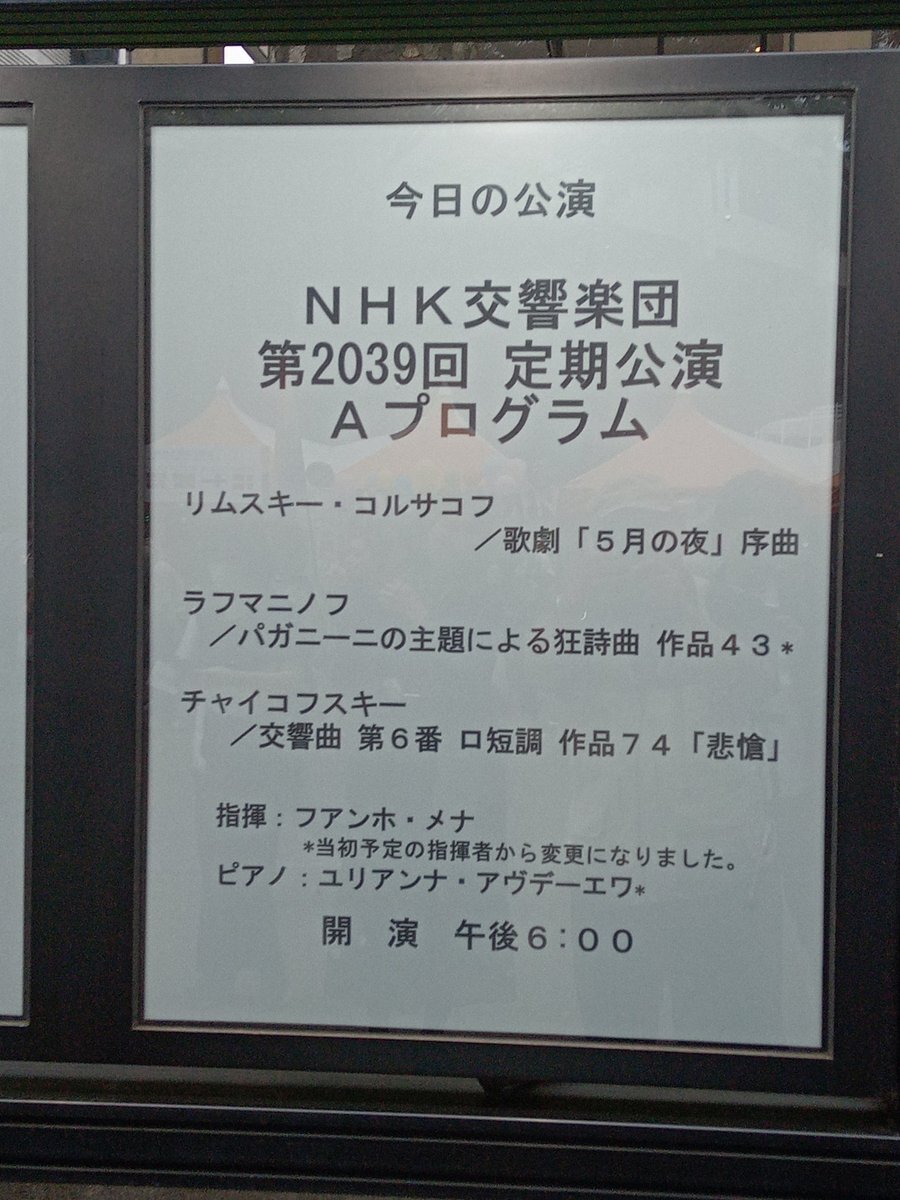 今日の公演
ＮＨＫ交響楽団
第2039回 定期公演
Ａプログラム
リムスキー・コルサコフ
／歌劇「５月の夜」序曲
ラフマニノフ
／パガニーニの主題による狂詩曲 作品４３*
チャイコフスキー
／交響曲 第６番 ロ短調 作品７４「悲愴」
指揮：フアンホ・メナ
*当初予定の指揮者から変更になりました。
ピアノ：ユリアンナ・アヴデーエワ*
開　演　午後６：００